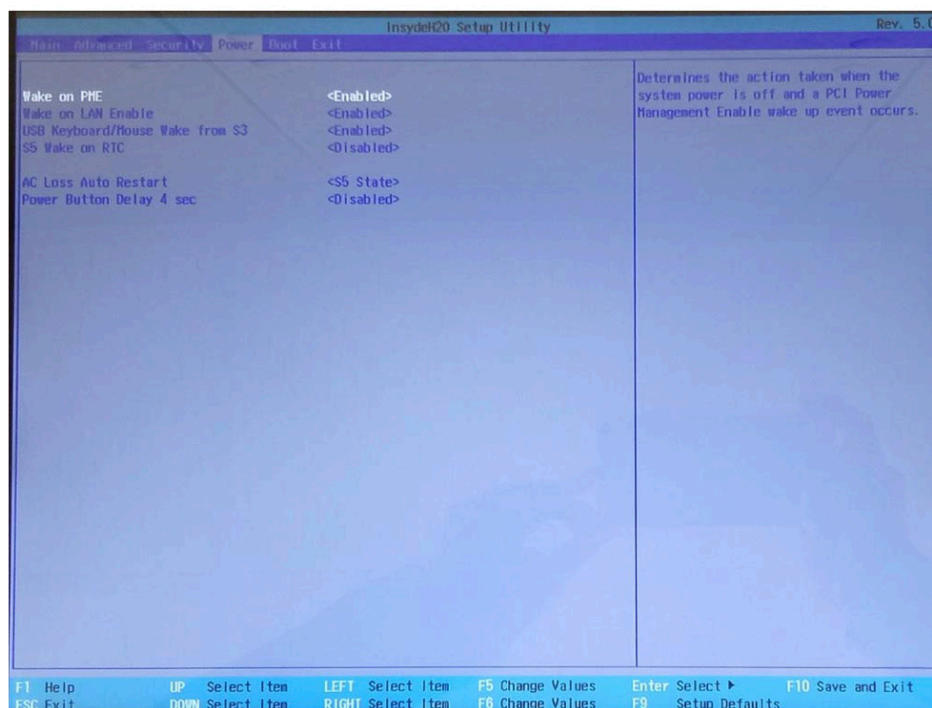 InsydeH2O Setup Utility
Rev. 5.0
Main Advanced Security Power Boot Exit
Wake on PME <Enabled>
Wake on LAN Enable <Enabled>
USB Keyboard/Mouse Wake from S3 <Enabled>
S5 Wake on RTC <Disabled>
AC Loss Auto Restart <S5 State>
Power Button Delay 4 sec <Disabled>
Determines the action taken when the
system power is off and a PCI Power
Management Enable wake up event occurs.
F1 Help UP Select Item LEFT Select Item F5 Change Values Enter Select ▶ F10 Save and Exit
ESC Exit DOWN Select Item RIGHT Select Item F6 Change Values F9 Setup Defaults